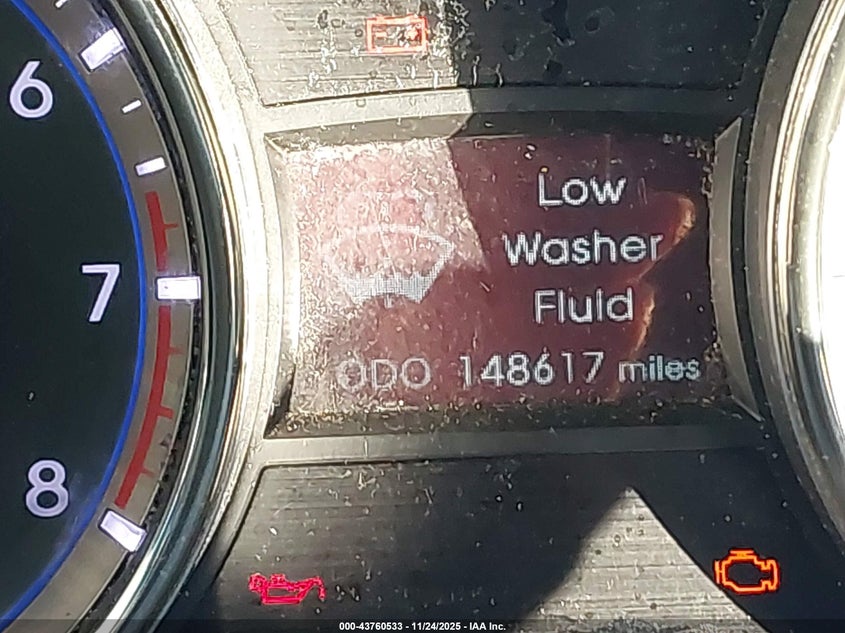 6
7
8
Low
Washer
Fluid
ODO 148617 miles
000-43760533 - 11/24/2025 - IAA Inc.